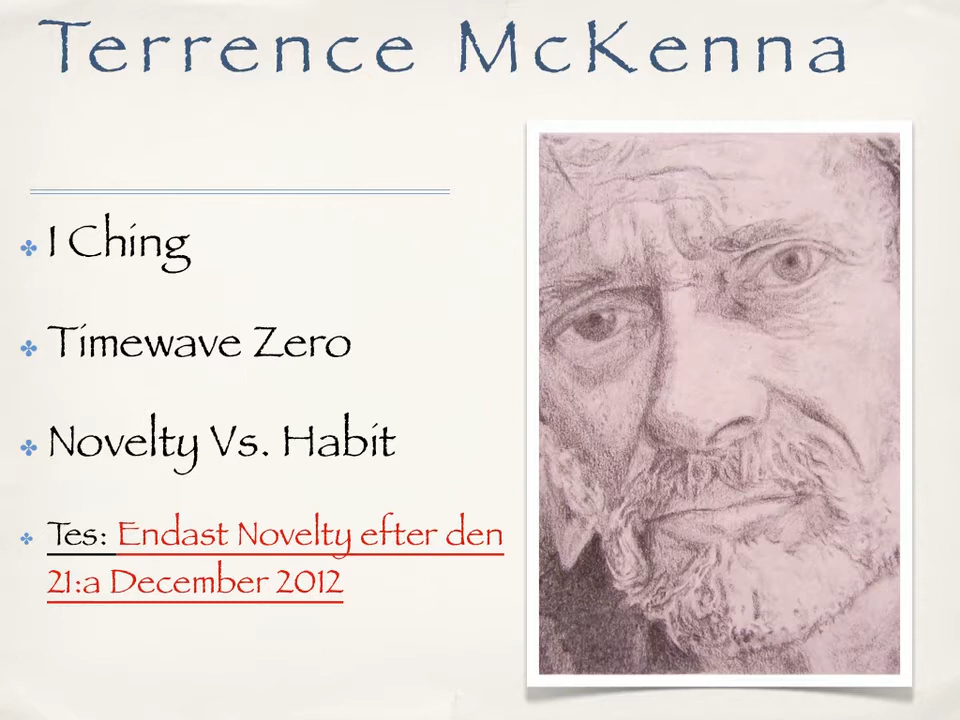 Terrence McKenna
I Ching
Timewave Zero
Novelty Vs. Habit
Tes: Endast Novelty efter den
21:a December 2012